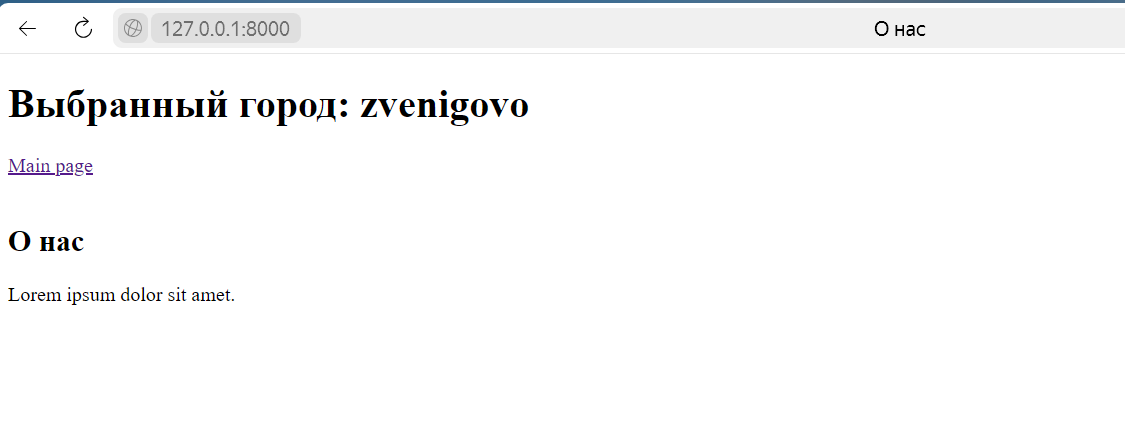 127.0.0.1:8000
О нас
Выбранный город: zvenigovo
Main page
О нас
Lorem ipsum dolor sit amet.